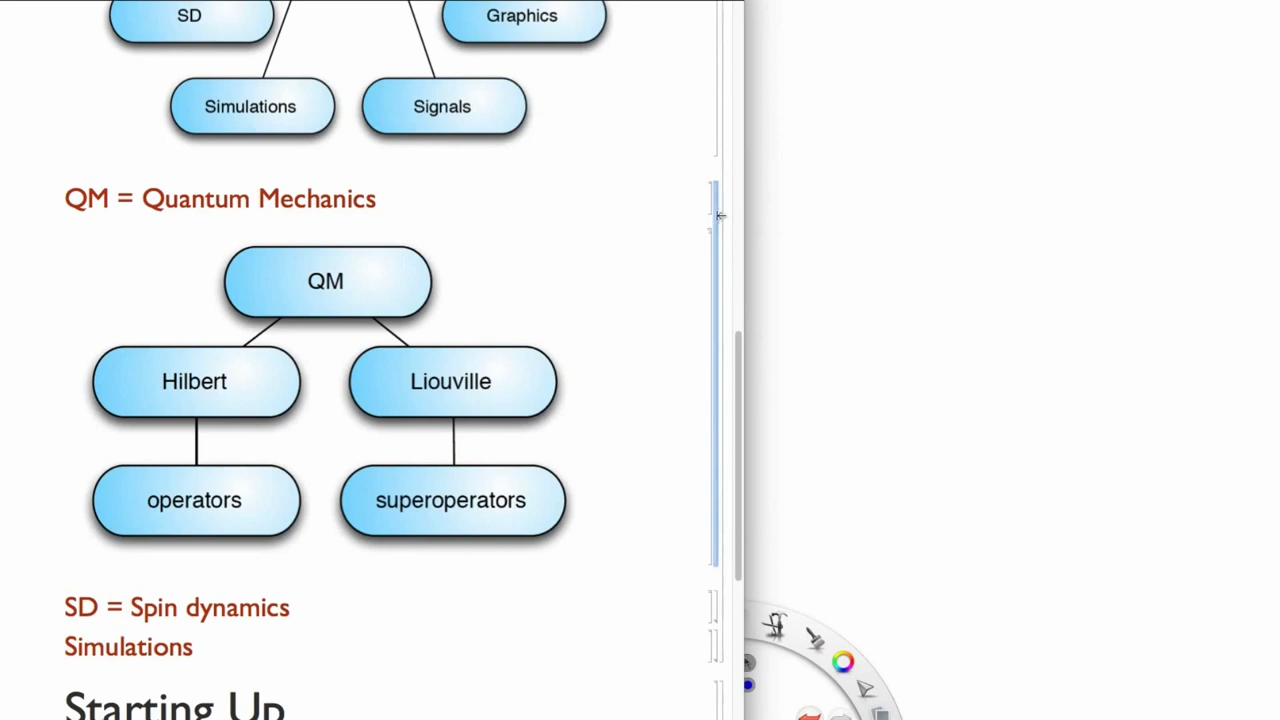 SD
Graphics
Simulations
Signals
QM = Quantum Mechanics
QM
Hilbert
Liouville
operators
superoperators
SD = Spin dynamics
Simulations
Starting Up